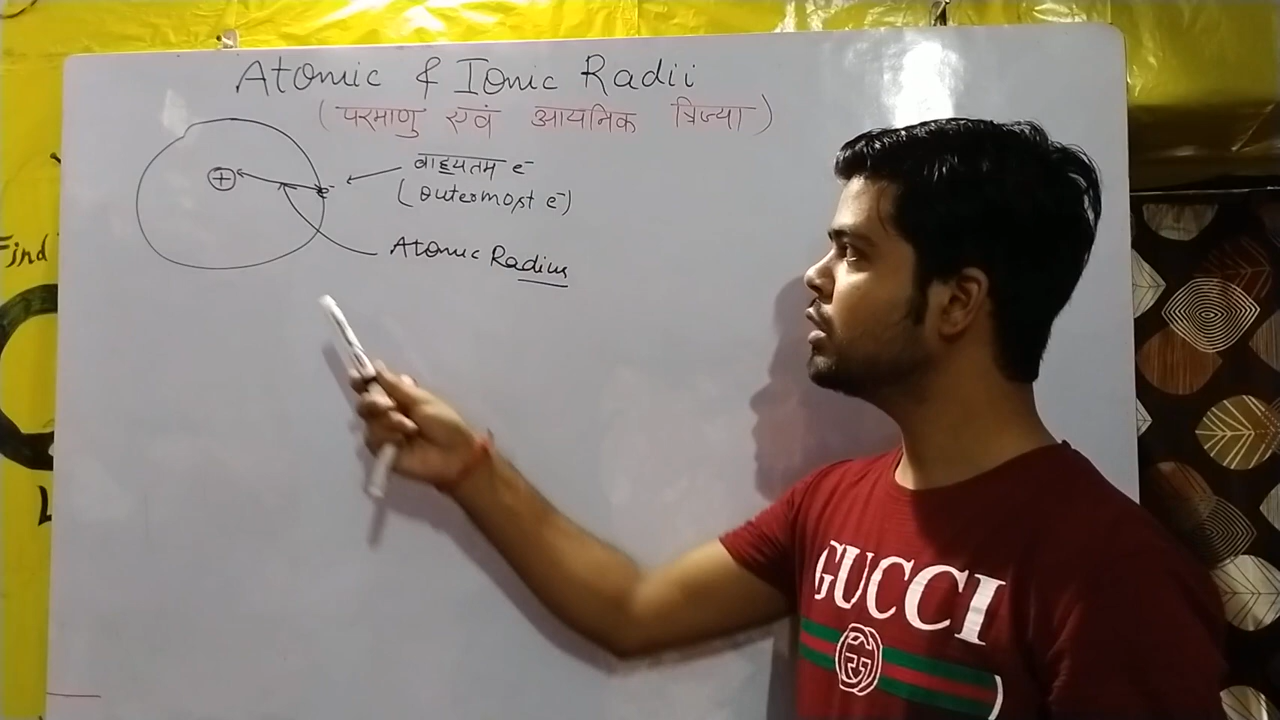 Atomic & Ionic Radii
(परमाणु एवं आयनिक त्रिज्या)
+
e⁻
बाह्यतम e⁻
(outermost e⁻)
Atomic Radius
Find
L
GUCCI